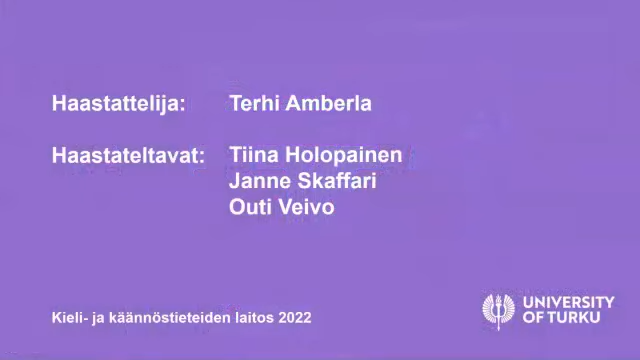 Haastattelija: Terhi Amberla
Haastateltavat: Tiina Holopainen
Janne Skaffari
Outi Veivo
Kieli- ja käännöstieteiden laitos 2022
UNIVERSITY
OF TURKU